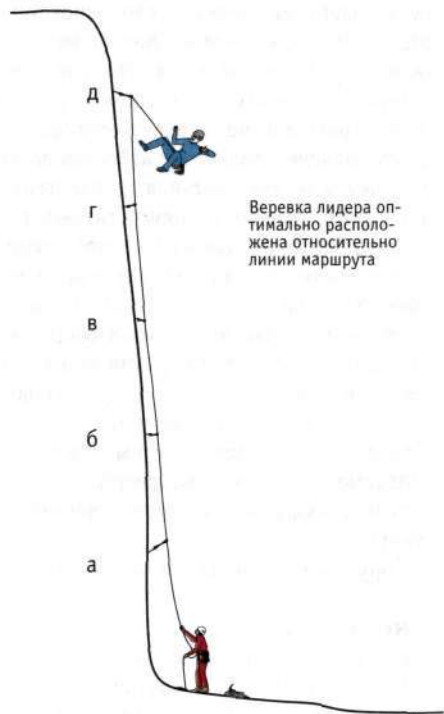 д
г
Веревка лидера оп-
тимально располо-
жена относительно
линии маршрута
в
б
а